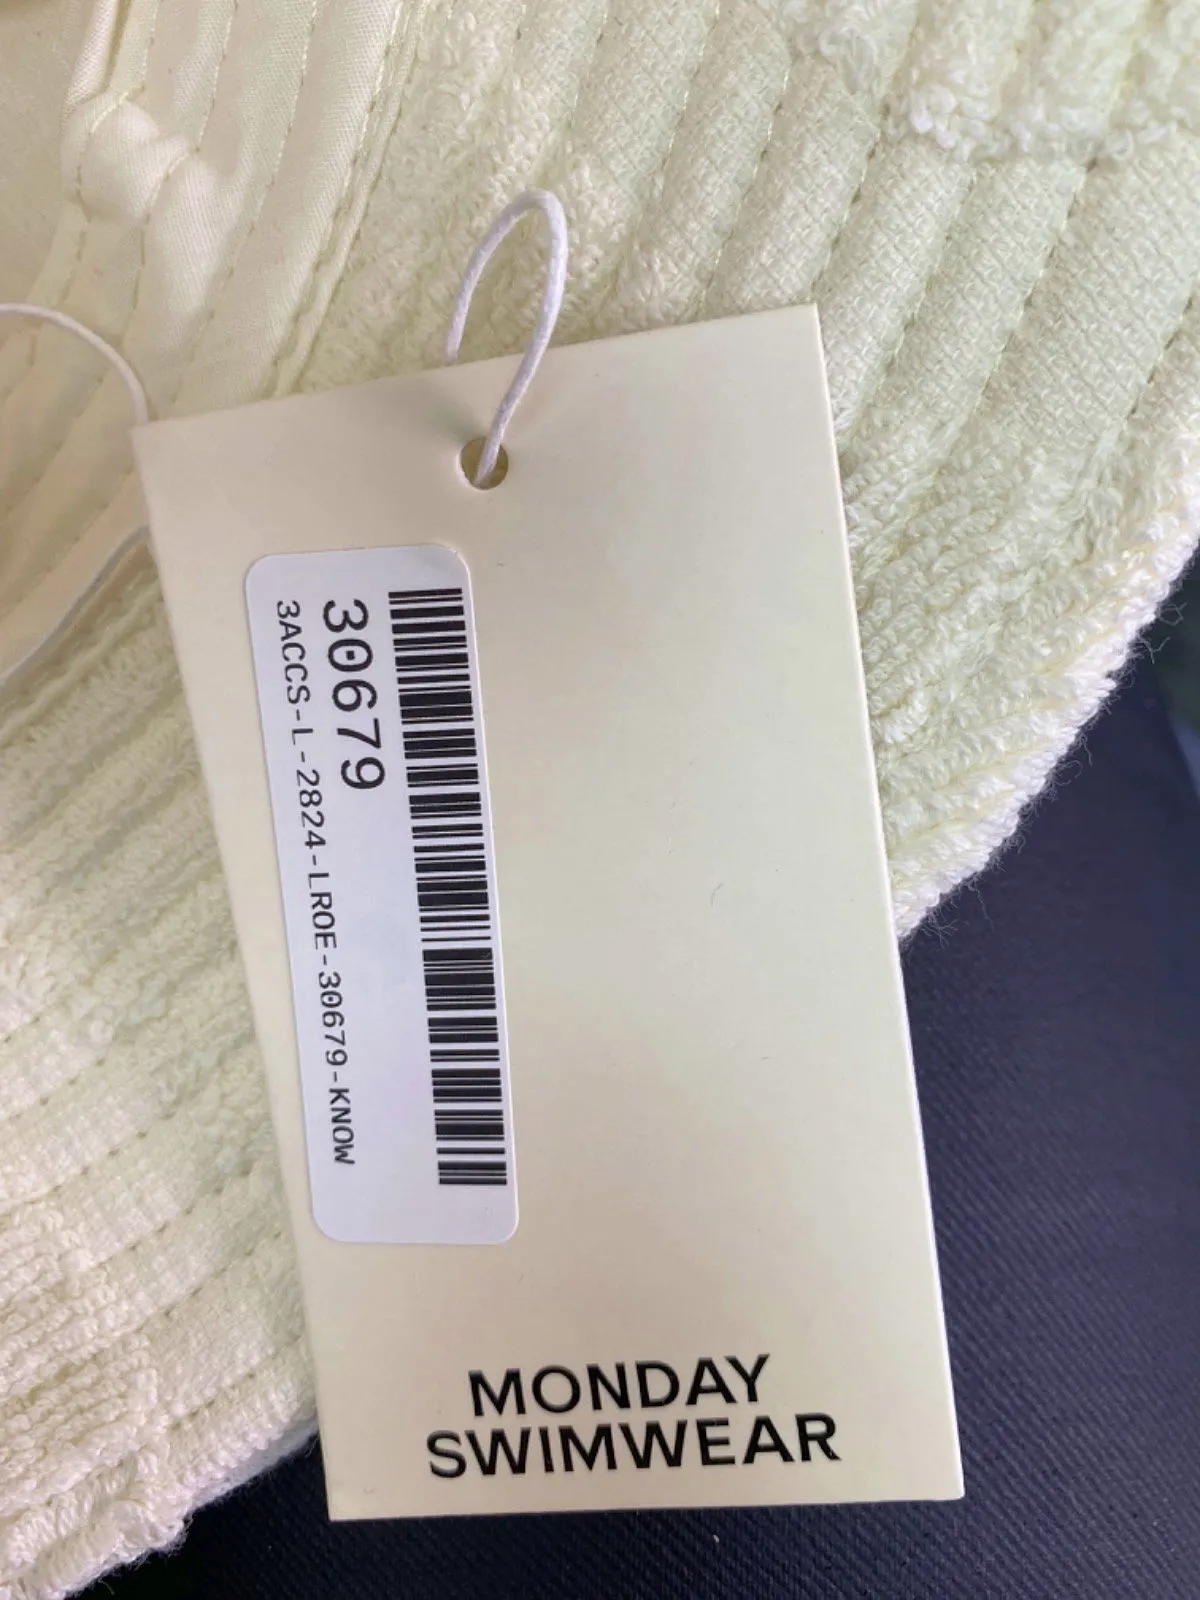 30679
3ACCS-L-2824-LROE-30679-KNOW
MONDAY
SWIMWEAR